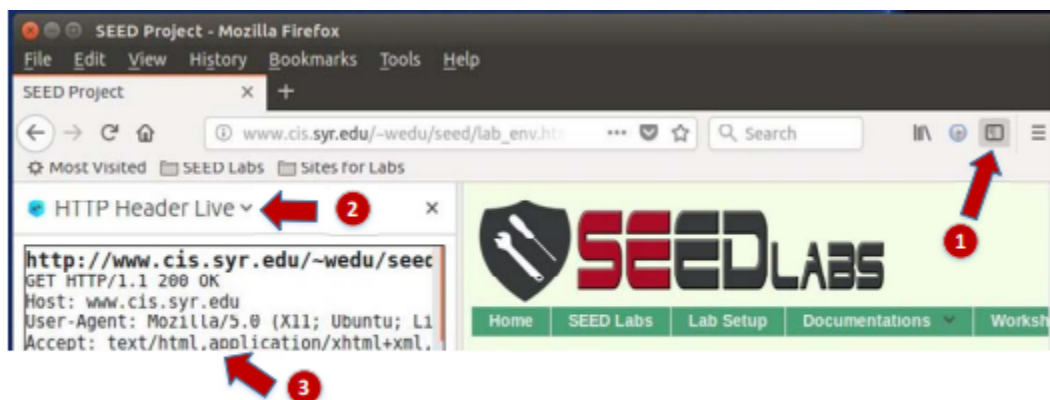 SEED Project - Mozilla Firefox
File Edit View History Bookmarks Tools Help
SEED Project
www.cis.syr.edu/~wedu/seed/lab_env.ht
Search
Most Visited SEED Labs Sites for Labs
HTTP Header Live
2
1
http://www.cis.syr.edu/~wedu/seed
GET HTTP/1.1 200 OK
Host: www.cis.syr.edu
User-Agent: Mozilla/5.0 (X11; Ubuntu; Li
Accept: text/html,application/xhtml+xml,
SEEDLABS
Home SEED Labs Lab Setup Documentations Worksh
3